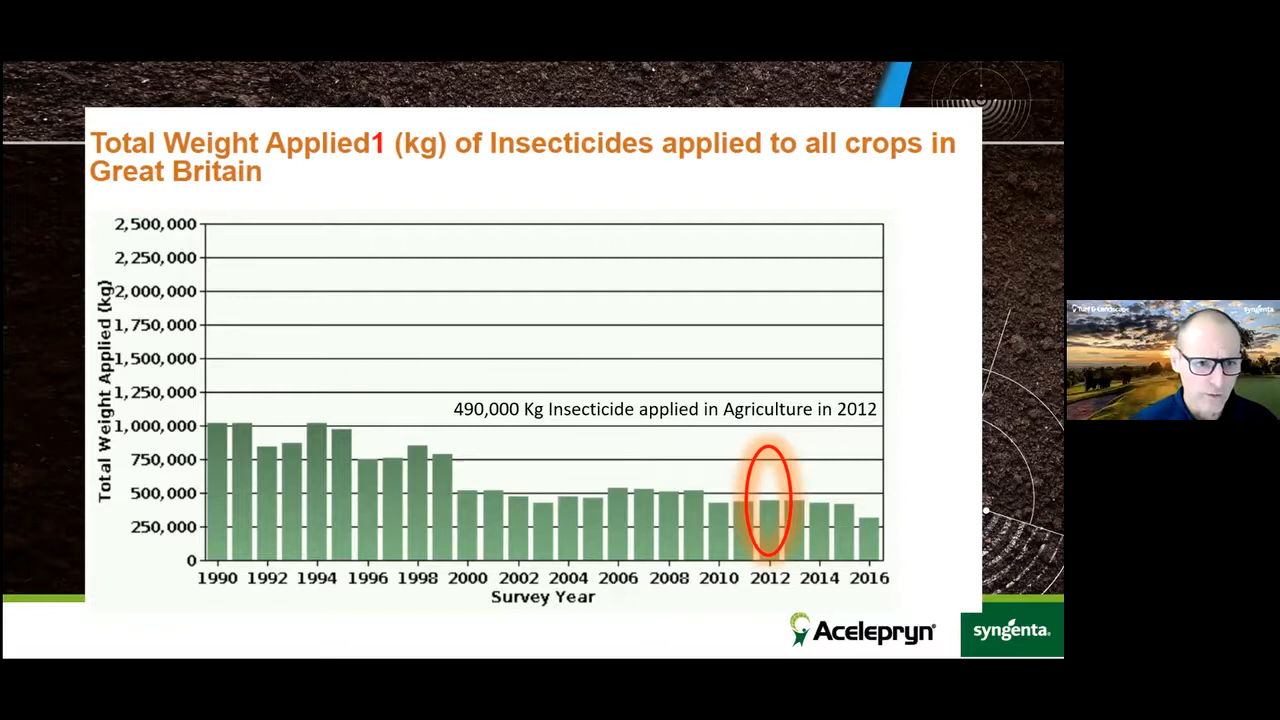 Total Weight Applied1 (kg) of Insecticides applied to all crops in
Great Britain
Total Weight Applied (kg)
2,500,000
2,250,000
2,000,000
1,750,000
1,500,000
1,250,000
1,000,000
750,000
500,000
250,000
0
490,000 Kg Insecticide applied in Agriculture in 2012
1990 1992 1994 1996 1998 2000 2002 2004 2006 2008 2010 2012 2014 2016
Survey Year
Acelepryn®
syngenta.
Turf & Landscape
syngenta